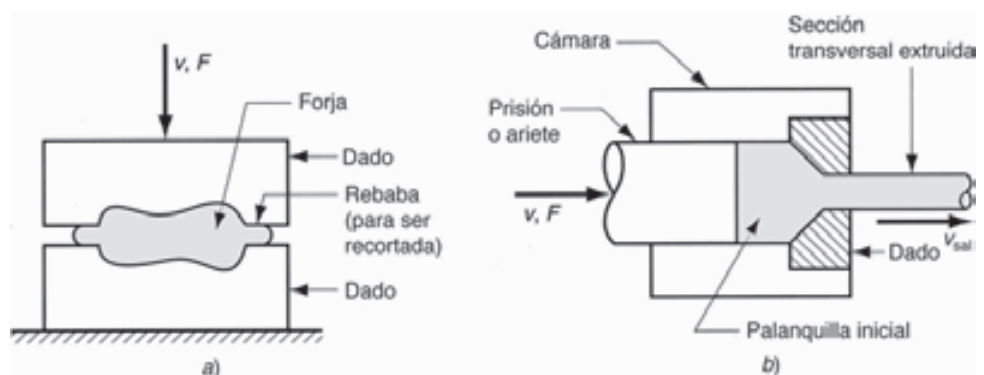 v, F
Forja
Dado
Rebaba
(para ser
recortada)
Dado
a)
Sección
transversal extruida
Cámara
Prisión
o ariete
v, F
vsal
Dado
Palanquilla inicial
b)